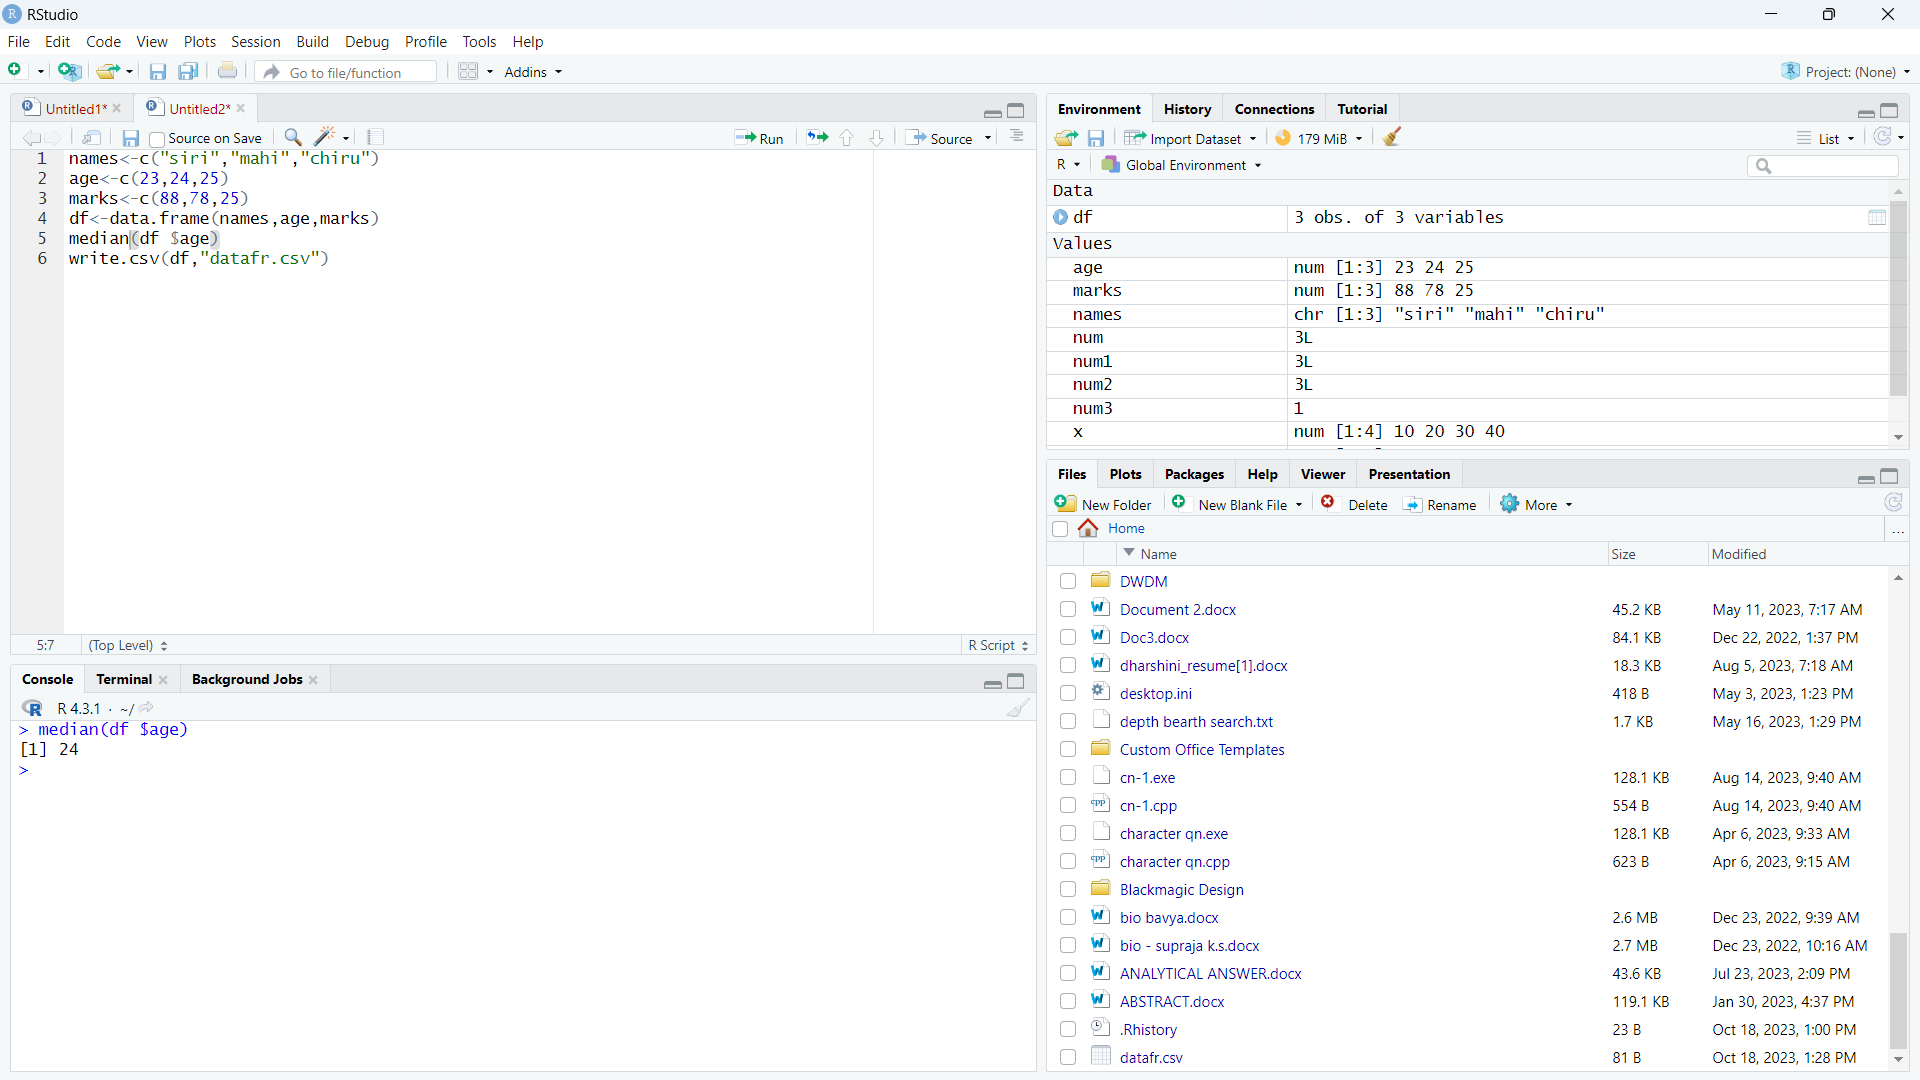 RStudio
File Edit Code View Plots Session Build Debug Profile Tools Help
Go to file/function Addins Project: (None)
Untitled1* Untitled2*
Source on Save Run Source
1 names<-c("siri","mahi","chiru")
2 age<-c(23,24,25)
3 marks<-c(88,78,25)
4 df<-data.frame(names,age,marks)
5 median(df $age)
6 write.csv(df,"datafr.csv")
5:7 (Top Level) R Script
Console Terminal Background Jobs
R 4.3.1 · ~/
> median(df $age)
[1] 24
>
Environment History Connections Tutorial
Import Dataset 179 MiB List
R Global Environment
Data
df 3 obs. of 3 variables
Values
age num [1:3] 23 24 25
marks num [1:3] 88 78 25
names chr [1:3] "siri" "mahi" "chiru"
num 3L
num1 3L
num2 3L
num3 1
x num [1:4] 10 20 30 40
Files Plots Packages Help Viewer Presentation
New Folder New Blank File Delete Rename More
Home ...
Name Size Modified
DWDM
Document 2.docx 45.2 KB May 11, 2023, 7:17 AM
Doc3.docx 84.1 KB Dec 22, 2022, 1:37 PM
dharshini_resume[1].docx 18.3 KB Aug 5, 2023, 7:18 AM
desktop.ini 418 B May 3, 2023, 1:23 PM
depth bearth search.txt 1.7 KB May 16, 2023, 1:29 PM
Custom Office Templates
cn-1.exe 128.1 KB Aug 14, 2023, 9:40 AM
cn-1.cpp 554 B Aug 14, 2023, 9:40 AM
character qn.exe 128.1 KB Apr 6, 2023, 9:33 AM
character qn.cpp 623 B Apr 6, 2023, 9:15 AM
Blackmagic Design
bio bavya.docx 2.6 MB Dec 23, 2022, 9:39 AM
bio - supraja k.s.docx 2.7 MB Dec 23, 2022, 10:16 AM
ANALYTICAL ANSWER.docx 43.6 KB Jul 23, 2023, 2:09 PM
ABSTRACT.docx 119.1 KB Jan 30, 2023, 4:37 PM
.Rhistory 23 B Oct 18, 2023, 1:00 PM
datafr.csv 81 B Oct 18, 2023, 1:28 PM